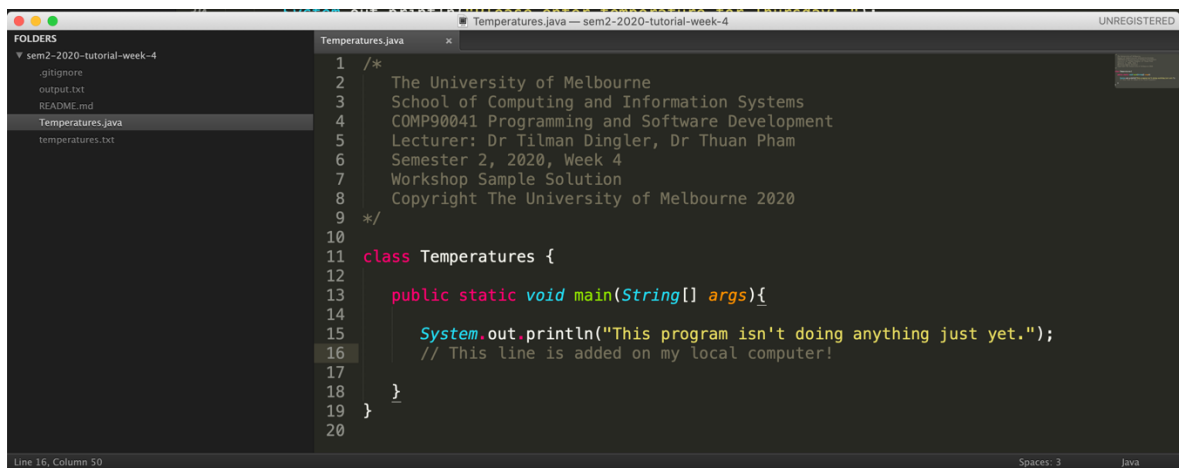 Temperatures.java — sem2-2020-tutorial-week-4
UNREGISTERED
FOLDERS
▼ sem2-2020-tutorial-week-4
.gitignore
output.txt
README.md
Temperatures.java
temperatures.txt
Temperatures.java ×
1 /*
2 The University of Melbourne
3 School of Computing and Information Systems
4 COMP90041 Programming and Software Development
5 Lecturer: Dr Tilman Dingler, Dr Thuan Pham
6 Semester 2, 2020, Week 4
7 Workshop Sample Solution
8 Copyright The University of Melbourne 2020
9 */
10
11 class Temperatures {
12
13 public static void main(String[] args){
14
15 System.out.println("This program isn't doing anything just yet.");
16 // This line is added on my local computer!
17
18 }
19 }
20
Line 16, Column 50
Spaces: 3
Java